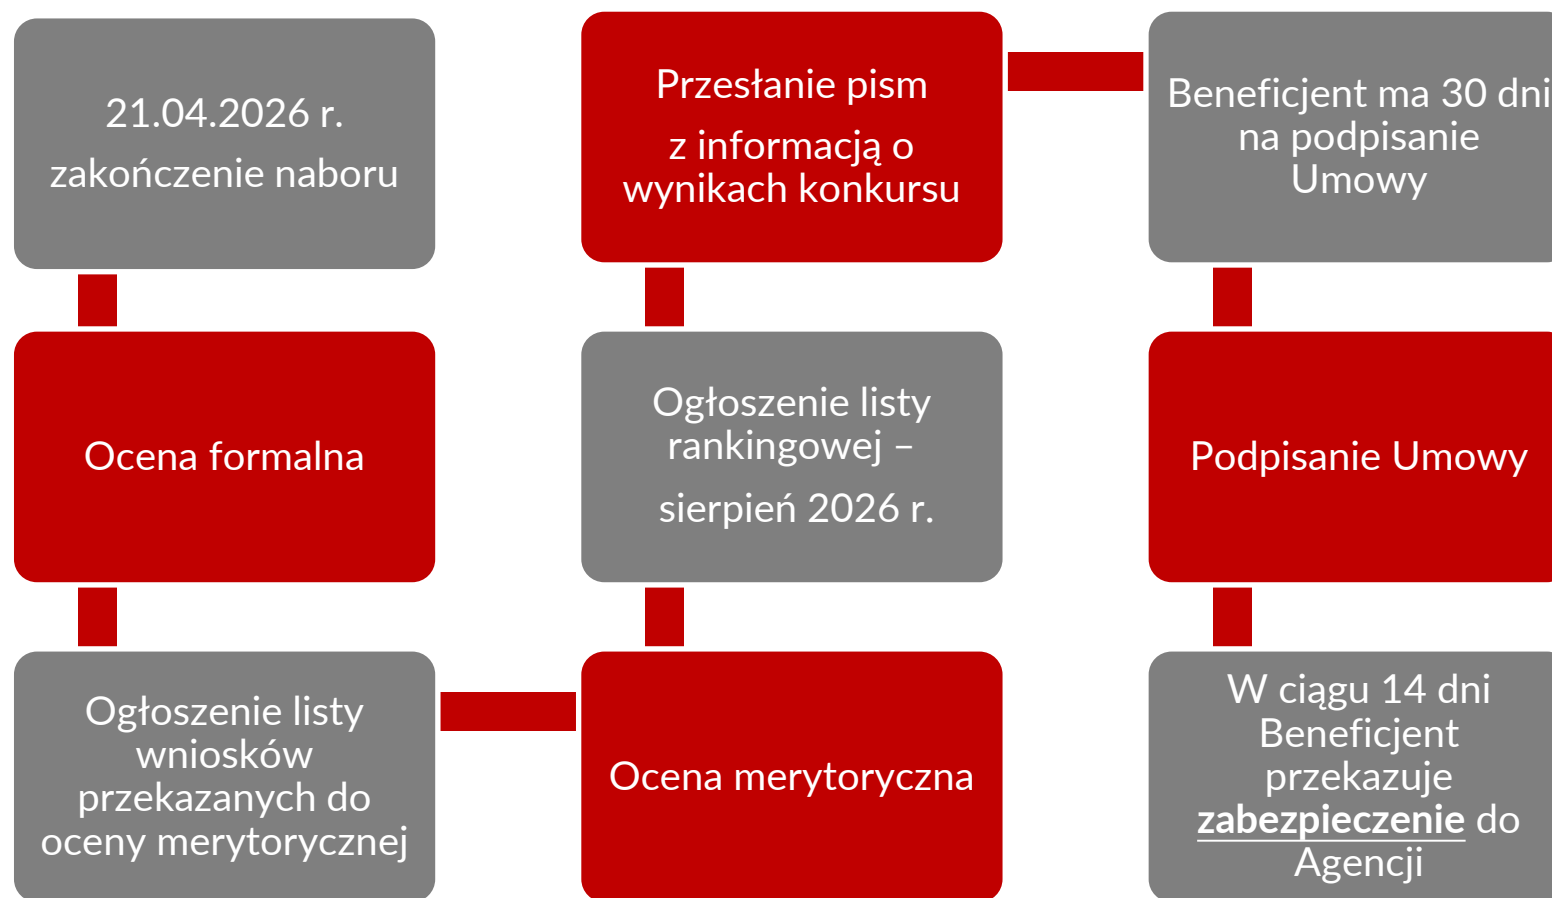 21.04.2026 r.
zakończenie naboru
Ocena formalna
Ogłoszenie listy
wniosków
przekazanych do
oceny merytorycznej
Ocena merytoryczna
Ogłoszenie listy
rankingowej –
sierpień 2026 r.
Przesłanie pism
z informacją o
wynikach konkursu
Beneficjent ma 30 dni
na podpisanie
Umowy
Podpisanie Umowy
W ciągu 14 dni
Beneficjent
przekazuje
zabezpieczenie do
Agencji